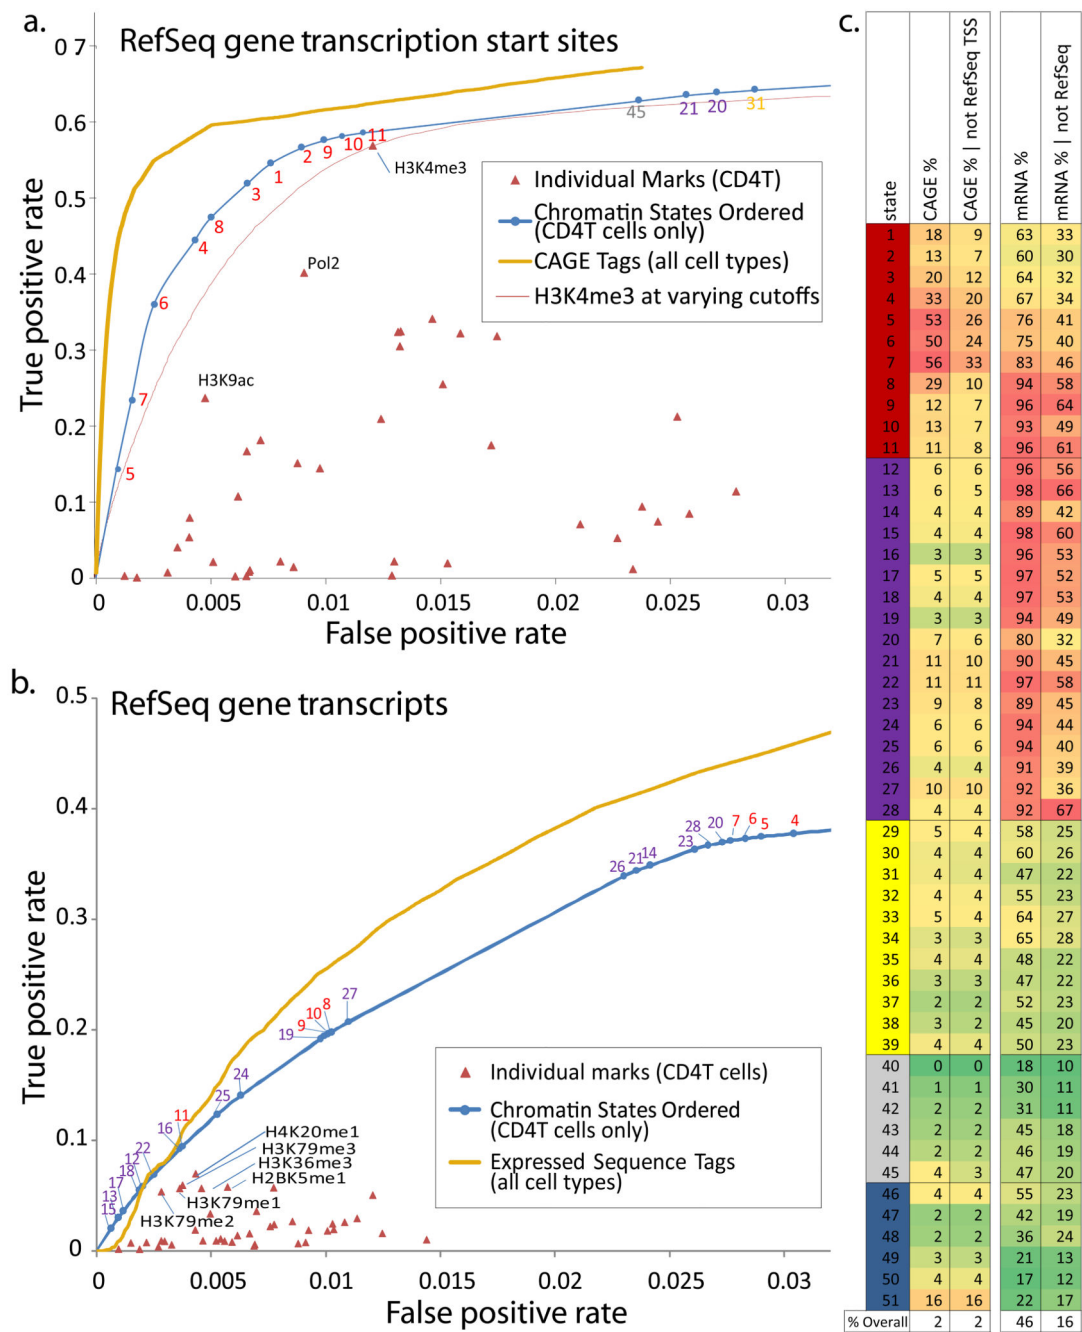 a.
RefSeq gene transcription start sites
True positive rate
0 7
0.6
0.5
0.4
0.3
0.2
0.1
0
0
0.005
0.01
0.015
0.02
0.025
0.03
False positive rate
5
7
6
4
8
3
1
2
9
10
11
45
21
20
31
H3K4me3
Pol2
H3K9ac
Individual Marks (CD4T)
Chromatin States Ordered
(CD4T cells only)
CAGE Tags (all cell types)
H3K4me3 at varying cutoffs
b.
RefSeq gene transcripts
True positive rate
0.5
0.4
0.3
0.2
0.1
0
0
0.005
0.01
0.015
0.02
0.025
0.03
False positive rate
15
13
17
18
12
22
16
11
25
24
19
9
10
8
27
26
21
14
23
28
20
7
6
5
4
H4K20me1
H3K79me3
H3K36me3
H2BK5me1
H3K79me1
H3K79me2
Individual marks (CD4T cells)
Chromatin States Ordered
(CD4T cells only)
Expressed Sequence Tags
(all cell types)
c.
state CAGE % CAGE % | not RefSeq TSS mRNA % mRNA % | not RefSeq
1 18 9 63 33
2 13 7 60 30
3 20 12 64 32
4 33 20 67 34
5 53 26 76 41
6 50 24 75 40
7 56 33 83 46
8 29 10 94 58
9 12 7 96 64
10 13 7 93 49
11 11 8 96 61
12 6 6 96 56
13 6 5 98 66
14 4 4 89 42
15 4 4 98 60
16 3 3 96 53
17 5 5 97 52
18 4 4 97 53
19 3 3 94 49
20 7 6 80 32
21 11 10 90 45
22 11 11 97 58
23 9 8 89 45
24 6 6 94 44
25 6 6 94 40
26 4 4 91 39
27 10 10 92 36
28 4 4 92 67
29 5 4 58 25
30 4 4 60 26
31 4 4 47 22
32 4 4 55 23
33 5 4 64 27
34 3 3 65 28
35 4 4 48 22
36 3 3 47 22
37 2 2 52 23
38 3 2 45 20
39 4 4 50 23
40 0 0 18 10
41 1 1 30 11
42 2 2 31 11
43 2 2 45 18
44 2 2 46 19
45 4 3 47 20
46 4 4 55 23
47 2 2 42 19
48 2 2 36 24
49 3 3 21 13
50 4 4 17 12
51 16 16 22 17
% Overall 2 2 46 16